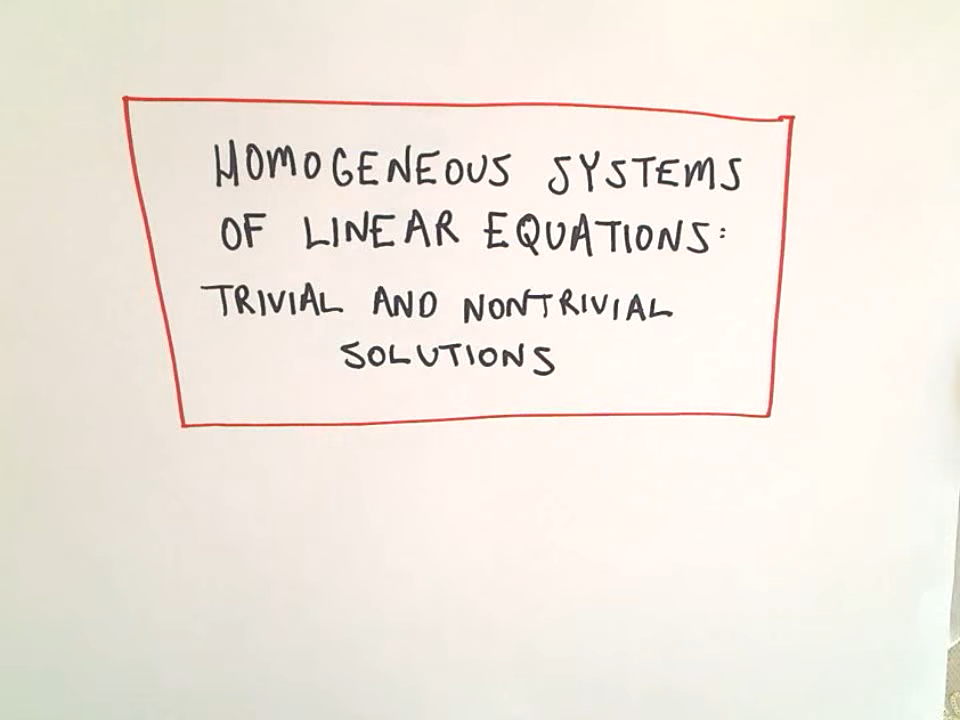 HOMOGENEOUS SYSTEMS
OF LINEAR EQUATIONS:
TRIVIAL AND NONTRIVIAL
SOLUTIONS